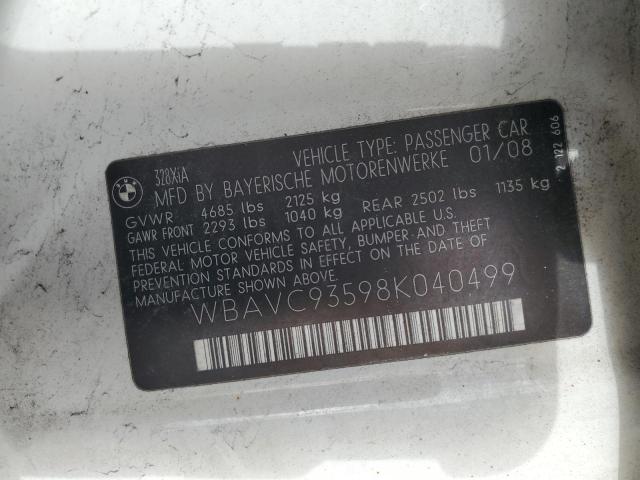 BMW
328XiA
VEHICLE TYPE: PASSENGER CAR
MFD BY BAYERISCHE MOTORENWERKE 01/08
GVWR 4685 lbs 2125 kg
GAWR FRONT 2293 lbs 1040 kg REAR 2502 lbs 1135 kg
THIS VEHICLE CONFORMS TO ALL APPLICABLE U.S.
FEDERAL MOTOR VEHICLE SAFETY, BUMPER AND THEFT
PREVENTION STANDARDS IN EFFECT ON THE DATE OF
MANUFACTURE SHOWN ABOVE.
WBAVC93598K040499
2 122 606